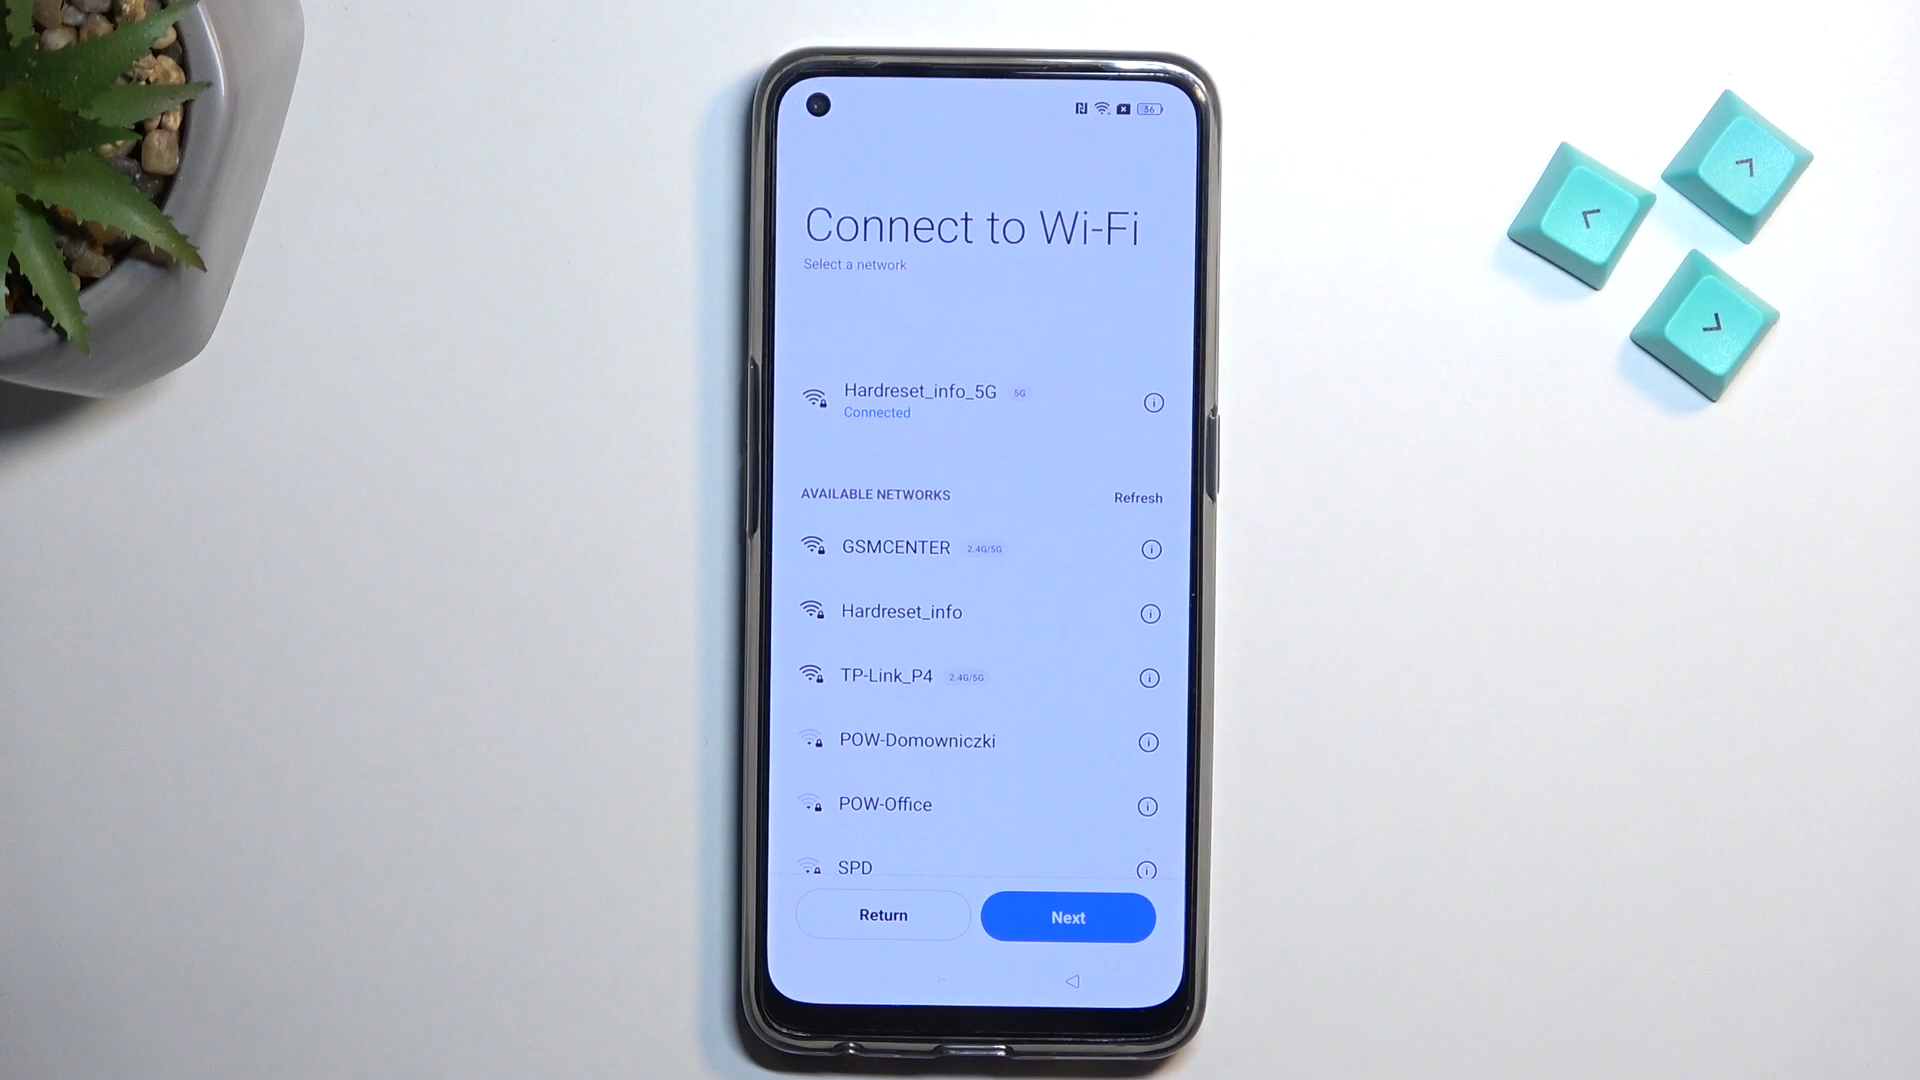 36
Connect to Wi-Fi
Select a network
Hardreset_info_5G 5G
Connected
AVAILABLE NETWORKS Refresh
GSMCENTER 2.4G/5G
Hardreset_info
TP-Link_P4 2.4G/5G
POW-Domowniczki
POW-Office
SPD
Return Next